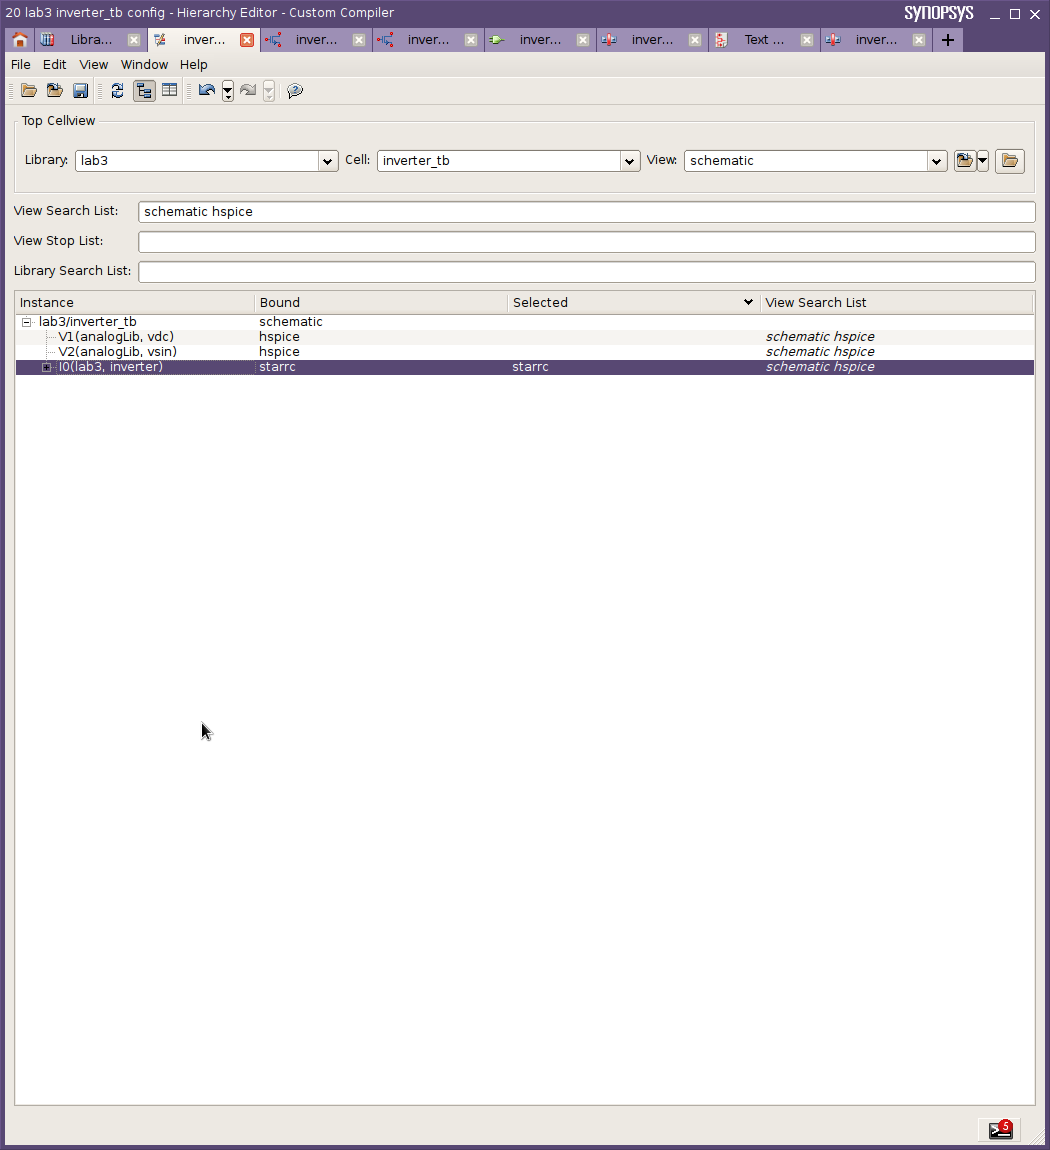 20 lab3 inverter_tb config - Hierarchy Editor - Custom Compiler SYNOPSYS
Libra... inver... inver... inver... inver... inver... Text ... inver...
File Edit View Window Help
Top Cellview
Library: lab3 Cell: inverter_tb View: schematic
View Search List: schematic hspice
View Stop List:
Library Search List:
Instance Bound Selected View Search List
lab3/inverter_tb schematic
V1(analogLib, vdc) hspice schematic hspice
V2(analogLib, vsin) hspice schematic hspice
I0(lab3, inverter) starrc starrc schematic hspice
5